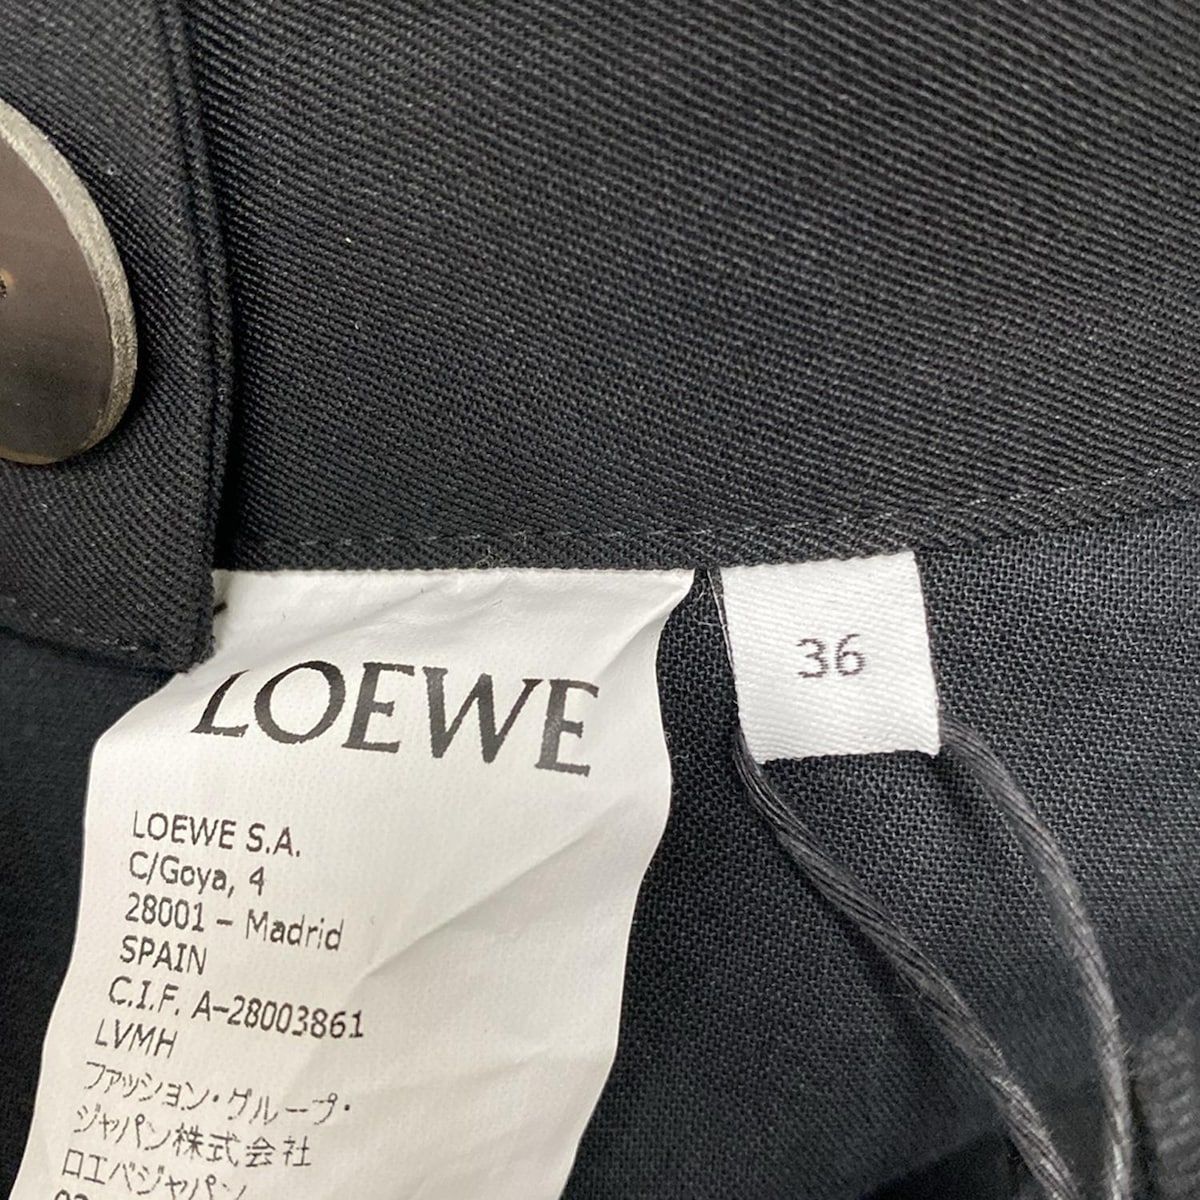 LOEWE
36
LOEWE S.A.
C/Goya, 4
28001 – Madrid
SPAIN
C.I.F. A-28003861
LVMH
ファッション・グループ・
ジャパン株式会社
ロエベジャパン